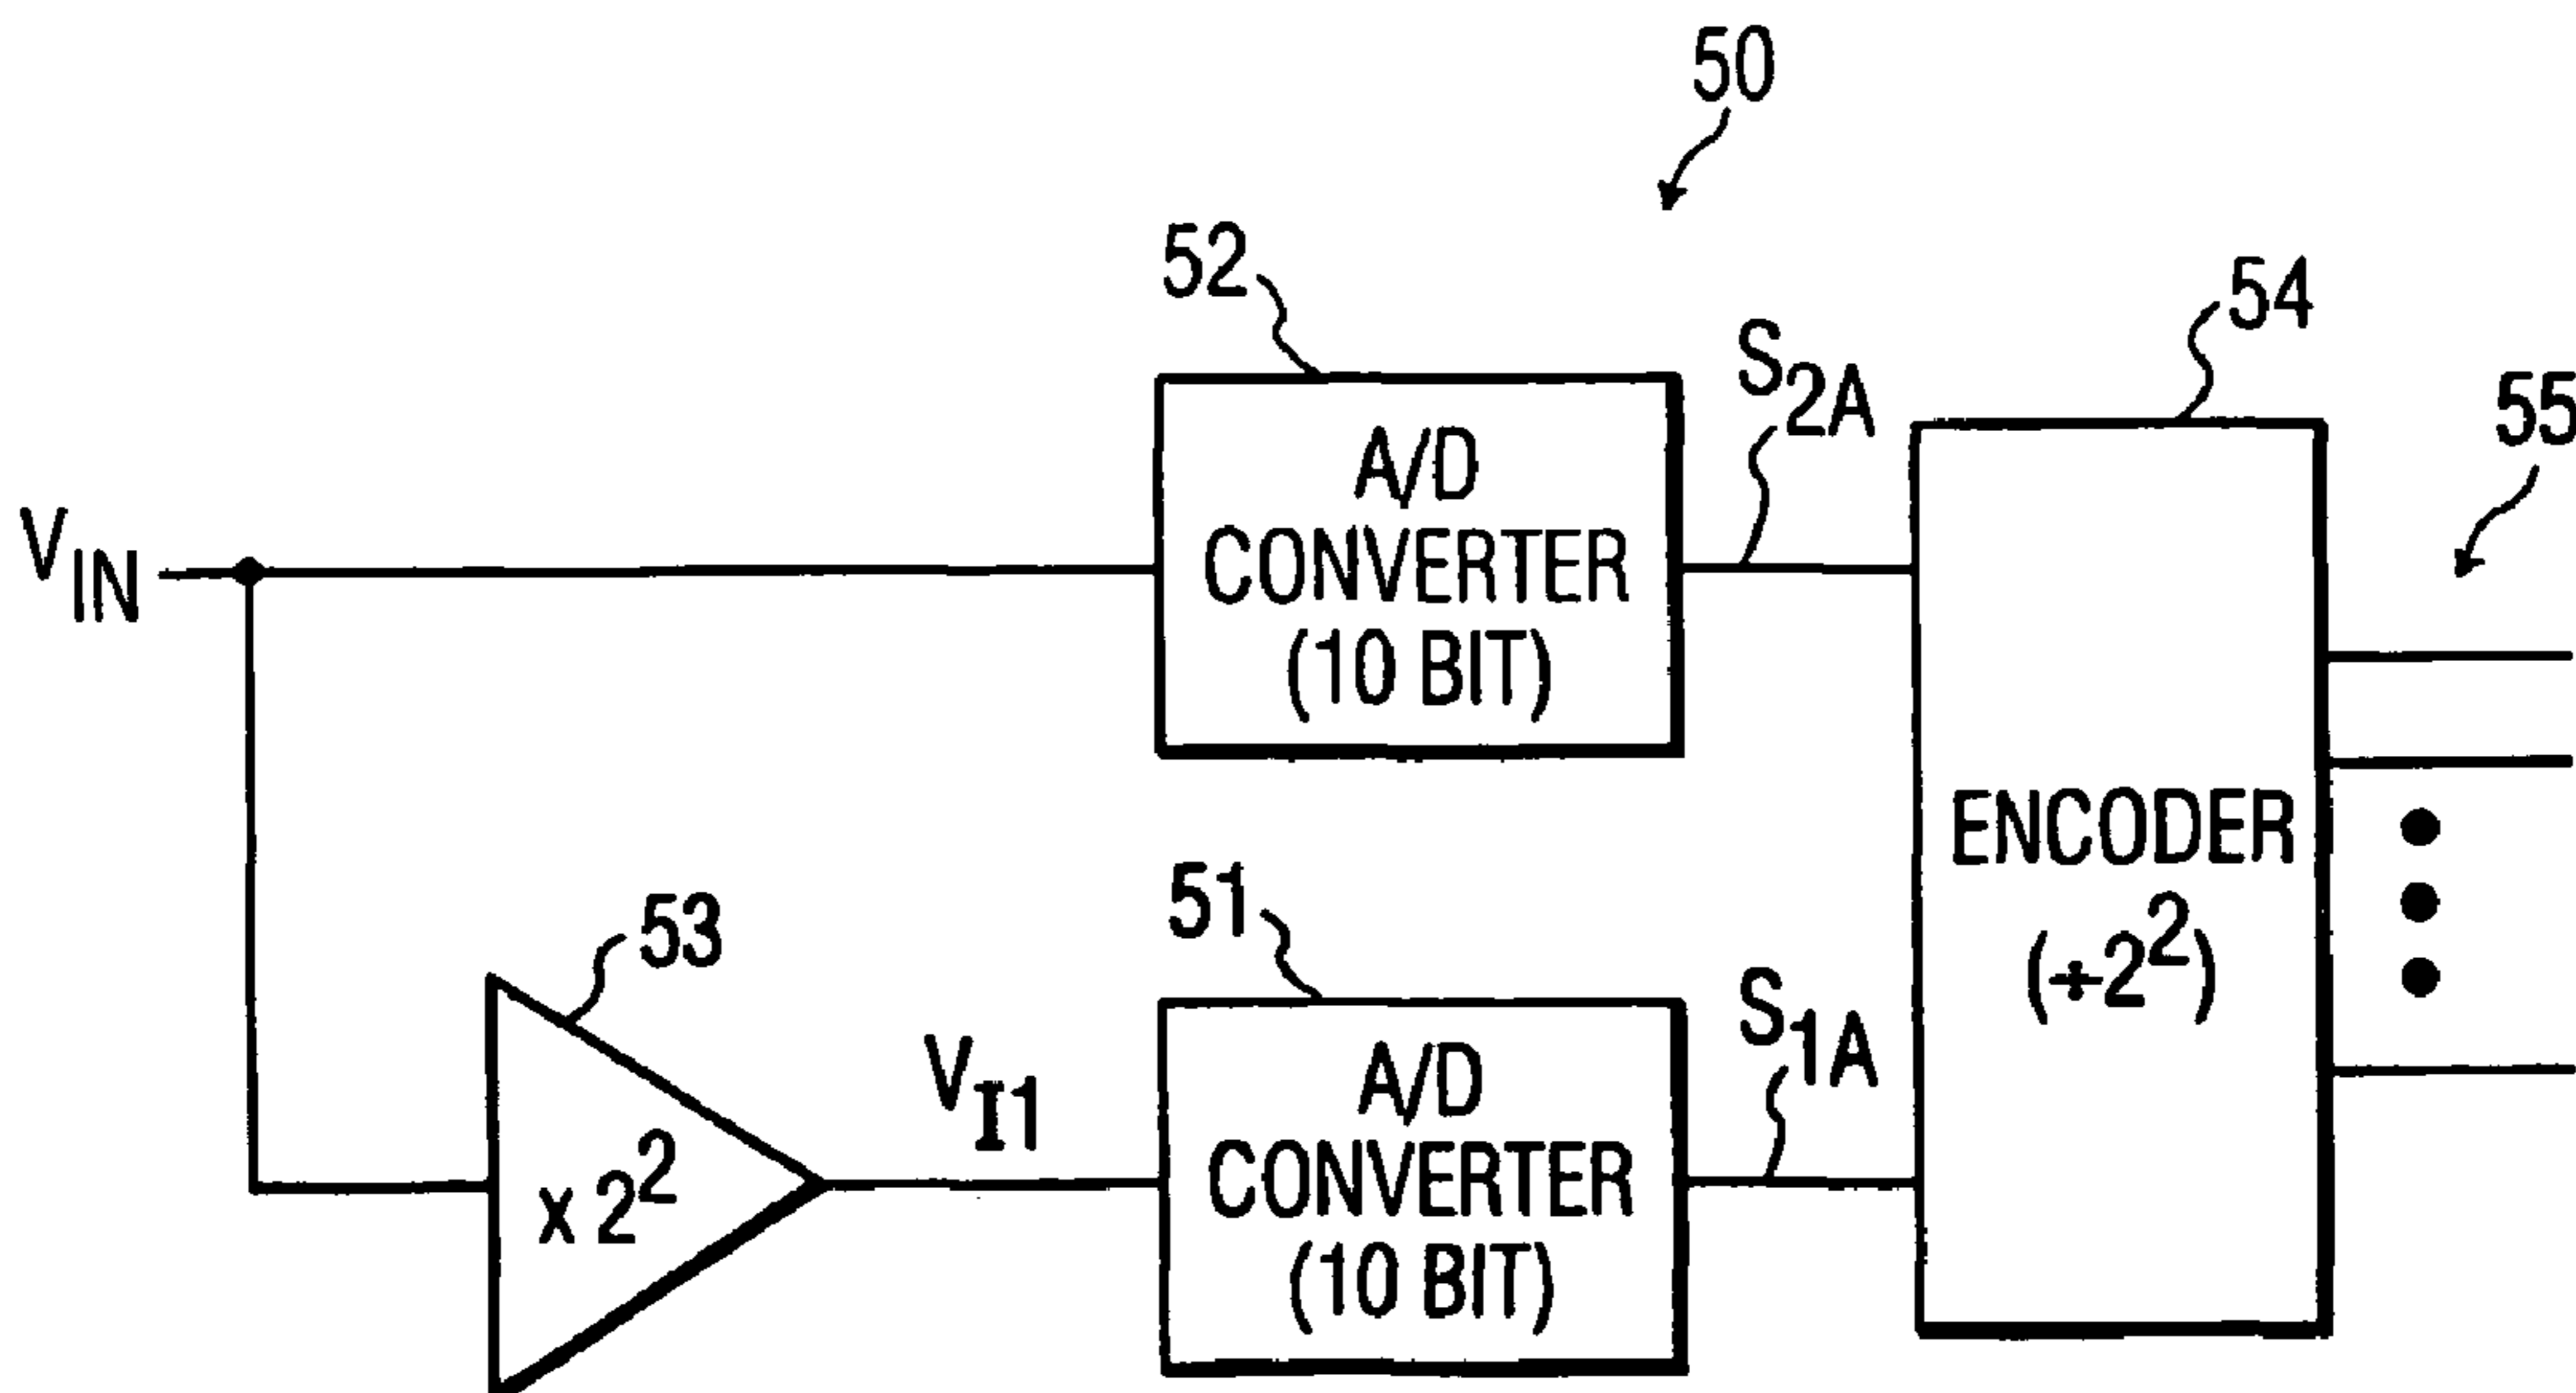 50
52
54
S2A
55
A/D
CONVERTER
(10 BIT)
VIN
ENCODER
(÷2²)
53
51
S1A
VI1
A/D
CONVERTER
(10 BIT)
x 2²